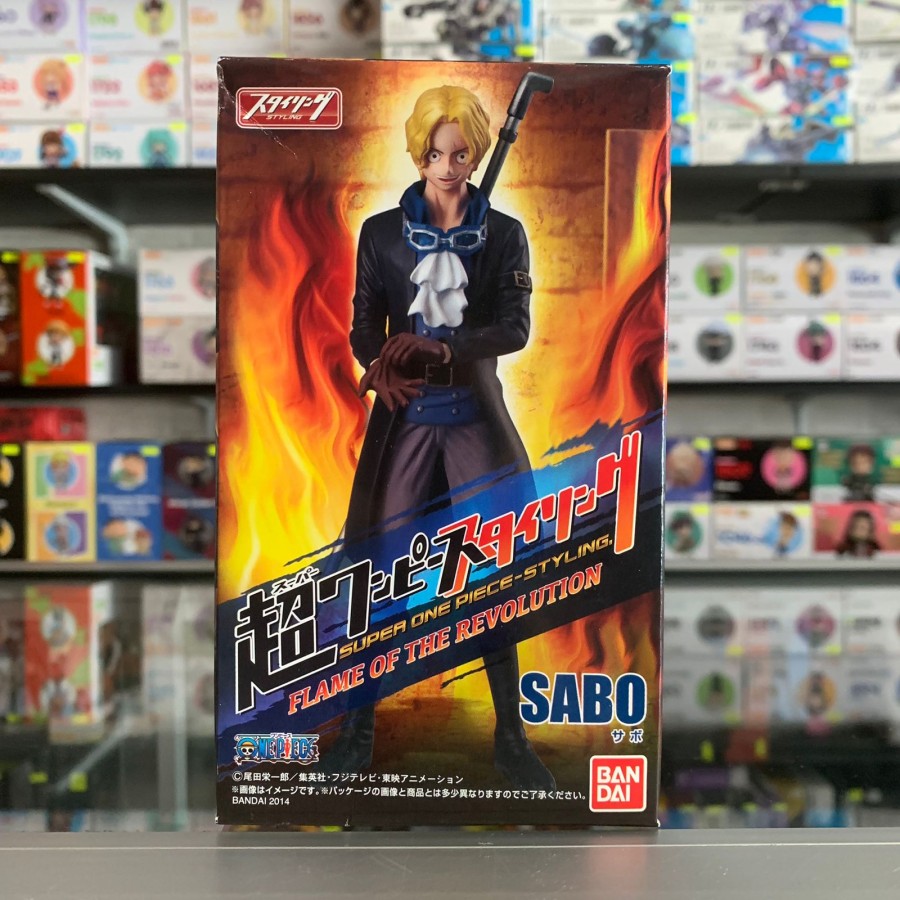 スタイリング
STYLING
スーパー
超ワンピーススタイリング
SUPER ONE PIECE-STYLING.
FLAME OF THE REVOLUTION
SABO
サボ
ONE PIECE
BAN
DAI
©尾田栄一郎／集英社・フジテレビ・東映アニメーション
※画像はイメージです。※パッケージの画像と商品とは多少異なりますのでご了承ください。
BANDAI 2014